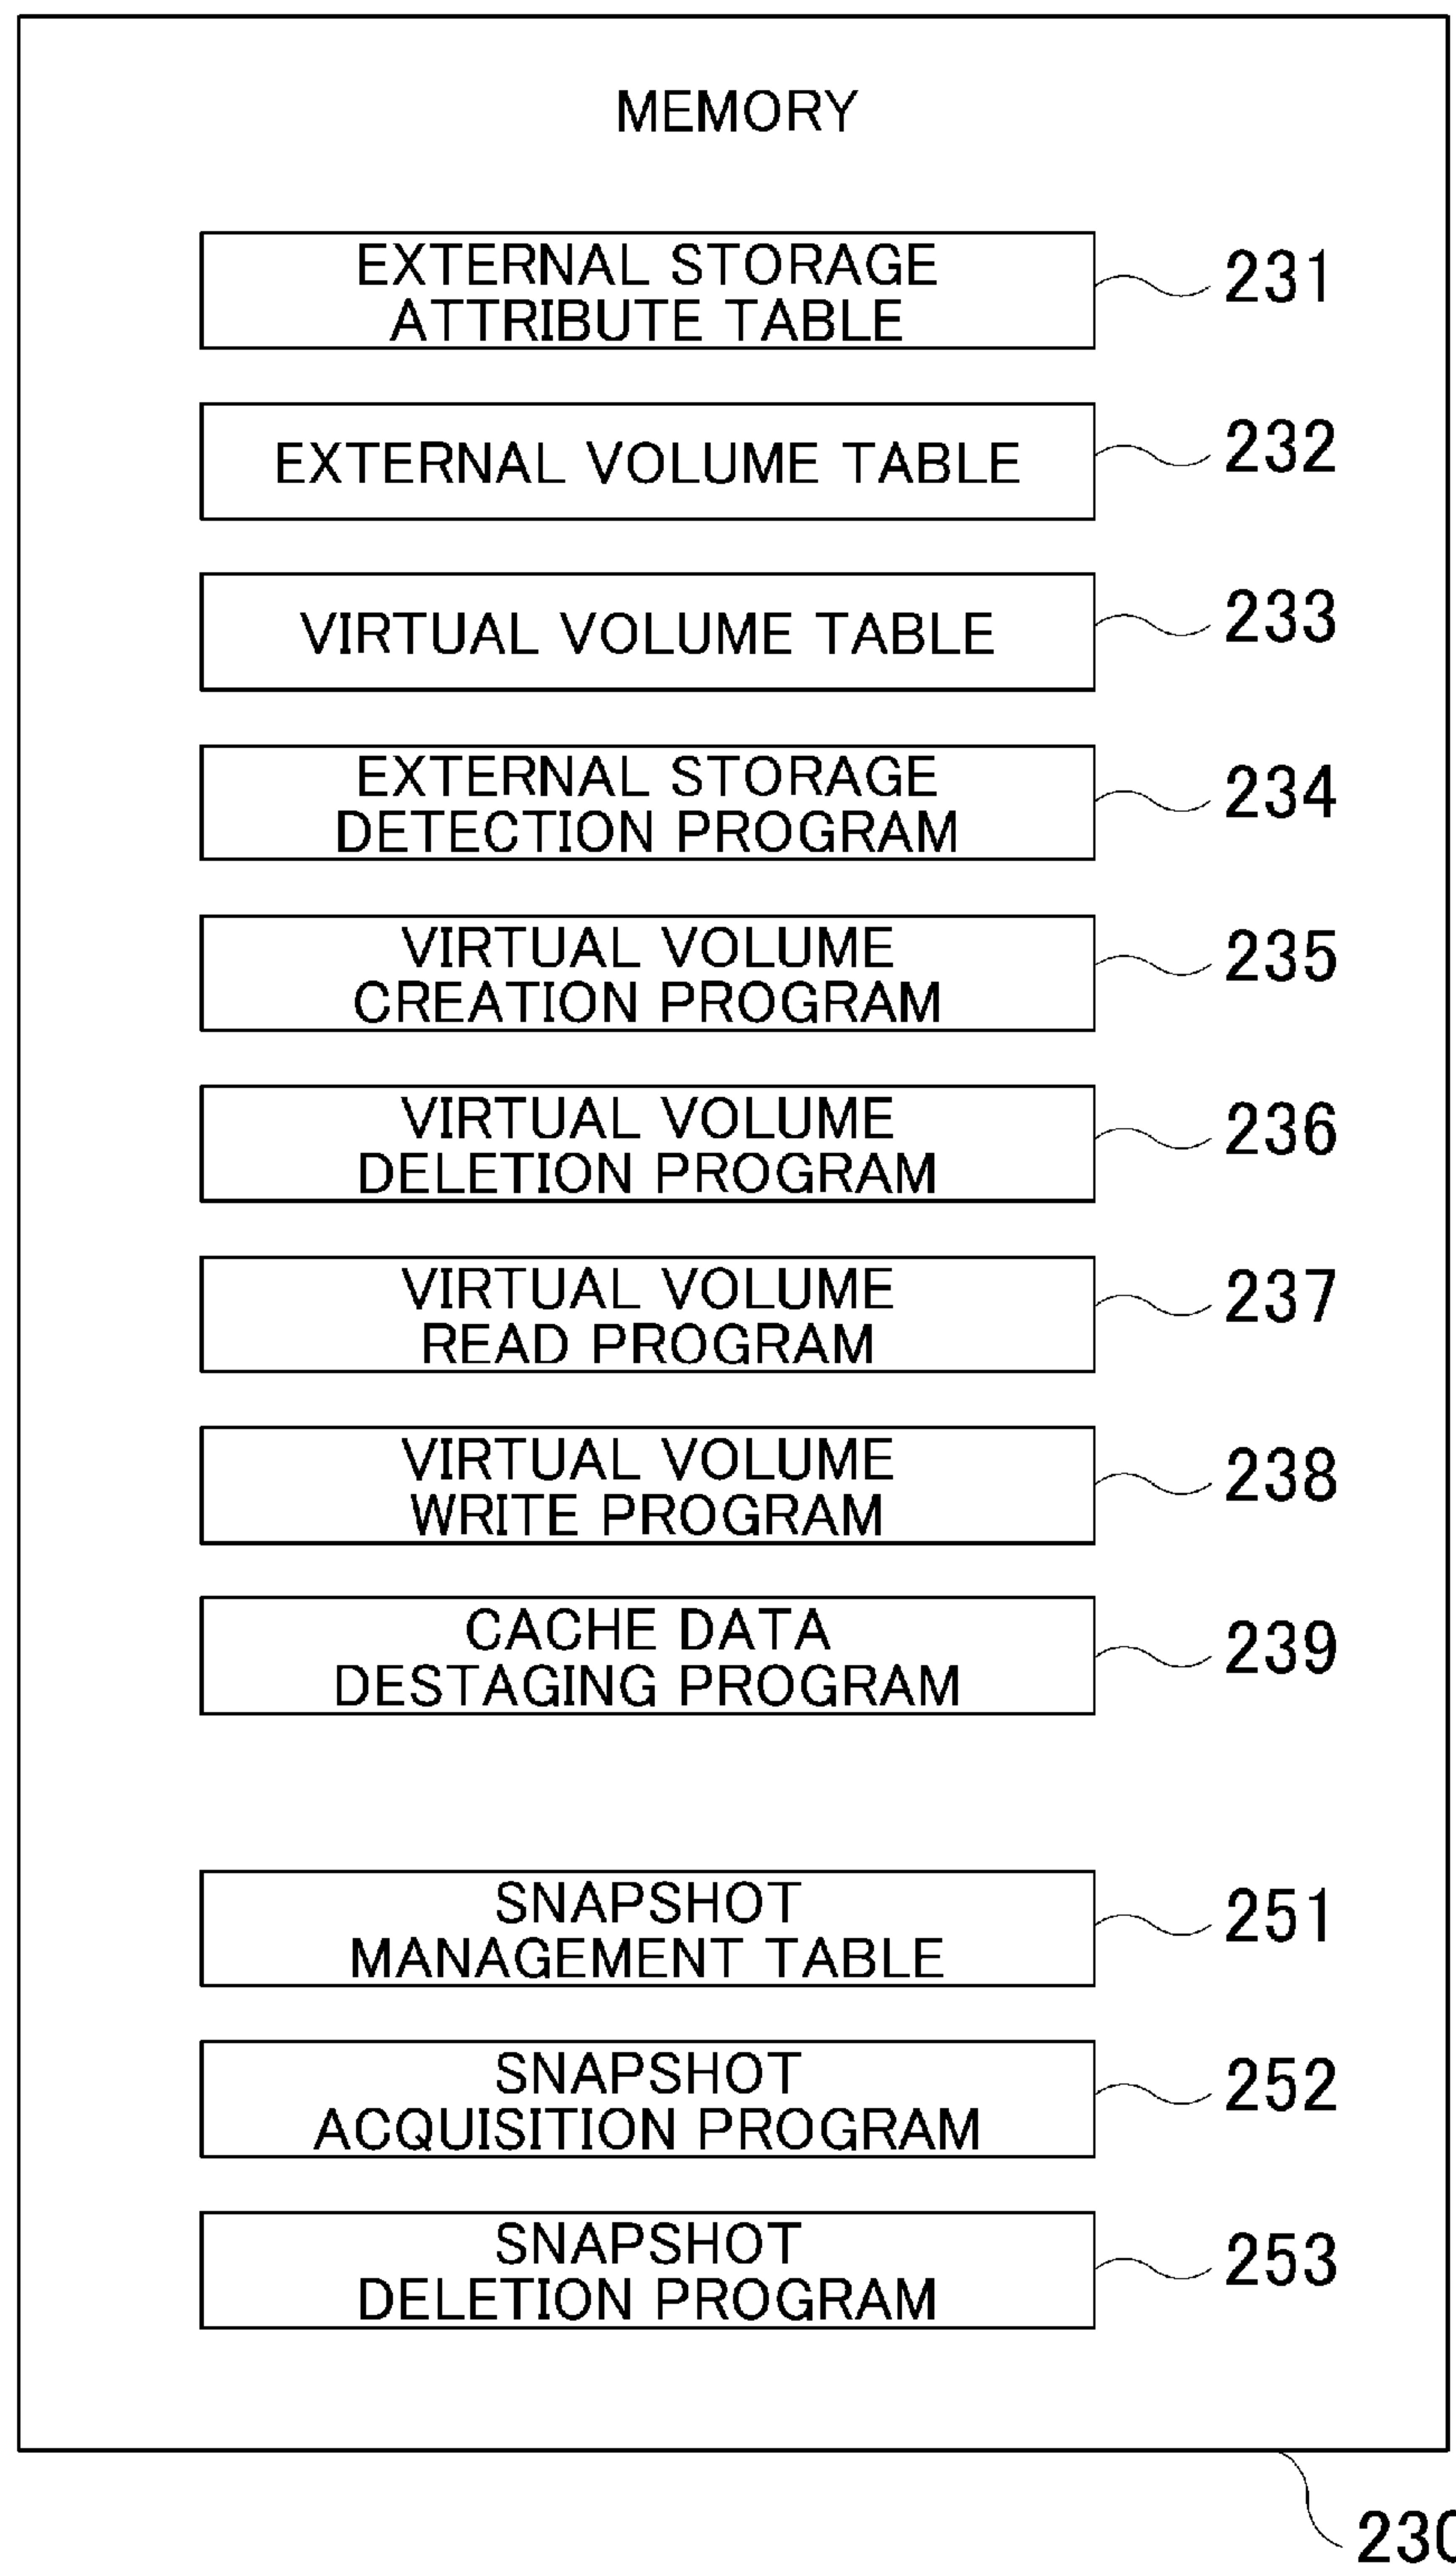 MEMORY
EXTERNAL STORAGE
ATTRIBUTE TABLE
231
EXTERNAL VOLUME TABLE
232
VIRTUAL VOLUME TABLE
233
EXTERNAL STORAGE
DETECTION PROGRAM
234
VIRTUAL VOLUME
CREATION PROGRAM
235
VIRTUAL VOLUME
DELETION PROGRAM
236
VIRTUAL VOLUME
READ PROGRAM
237
VIRTUAL VOLUME
WRITE PROGRAM
238
CACHE DATA
DESTAGING PROGRAM
239
SNAPSHOT
MANAGEMENT TABLE
251
SNAPSHOT
ACQUISITION PROGRAM
252
SNAPSHOT
DELETION PROGRAM
253
230